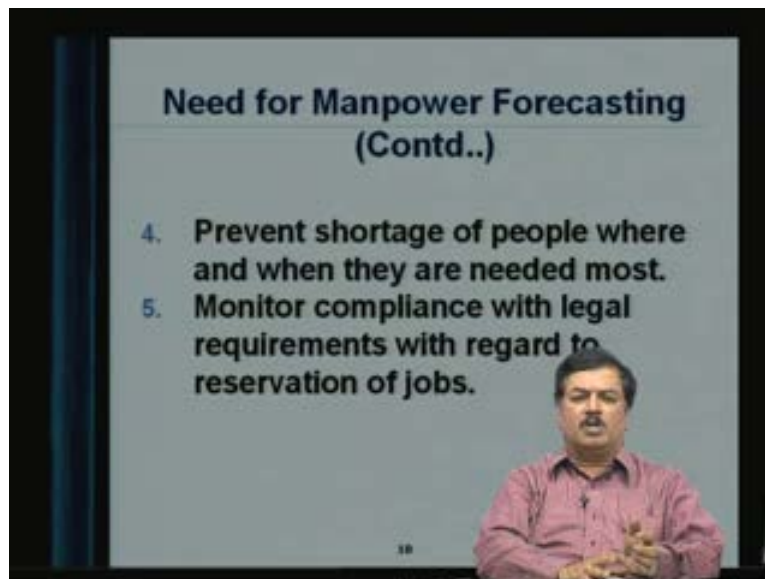 Need for Manpower Forecasting
(Contd..)
4. Prevent shortage of people where
and when they are needed most.
5. Monitor compliance with legal
requirements with regard to
reservation of jobs.
10